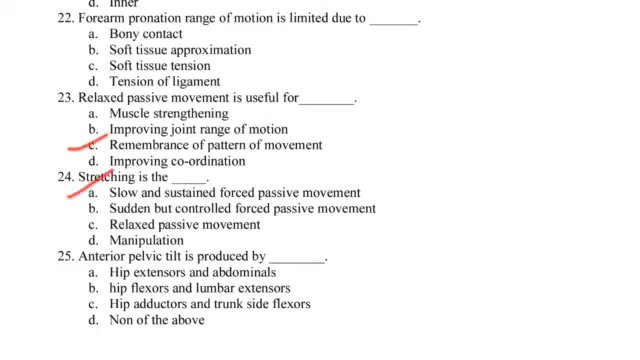 d. Inner
22. Forearm pronation range of motion is limited due to _______.
a. Bony contact
b. Soft tissue approximation
c. Soft tissue tension
d. Tension of ligament
23. Relaxed passive movement is useful for________.
a. Muscle strengthening
b. Improving joint range of motion
c. Remembrance of pattern of movement
d. Improving co-ordination
24. Stretching is the _____.
a. Slow and sustained forced passive movement
b. Sudden but controlled forced passive movement
c. Relaxed passive movement
d. Manipulation
25. Anterior pelvic tilt is produced by ________.
a. Hip extensors and abdominals
b. hip flexors and lumbar extensors
c. Hip adductors and trunk side flexors
d. Non of the above